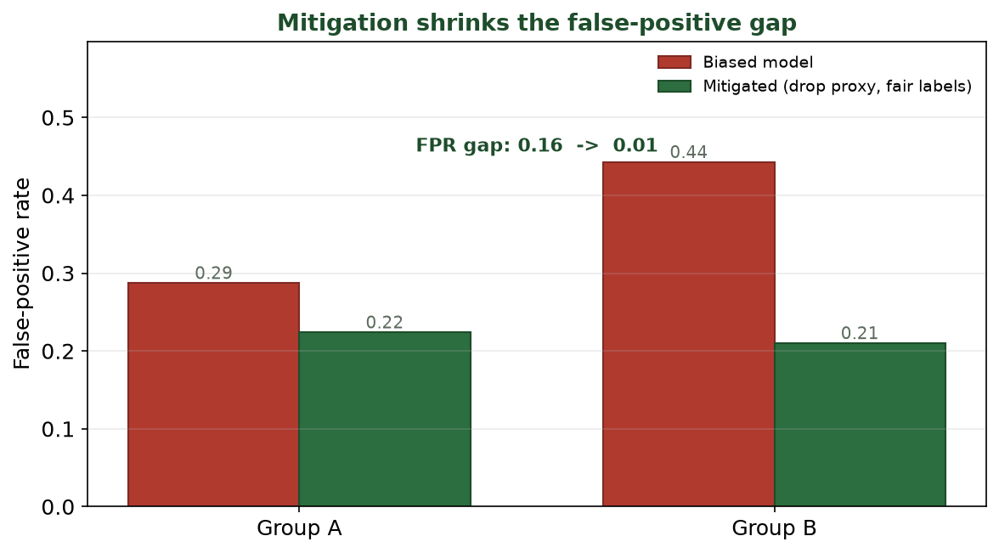 Mitigation shrinks the false-positive gap
Biased model
Mitigated (drop proxy, fair labels)
FPR gap: 0.16 -> 0.01
0.44
0.29
0.22
0.21
False-positive rate
0.5
0.4
0.3
0.2
0.1
0.0
Group A
Group B